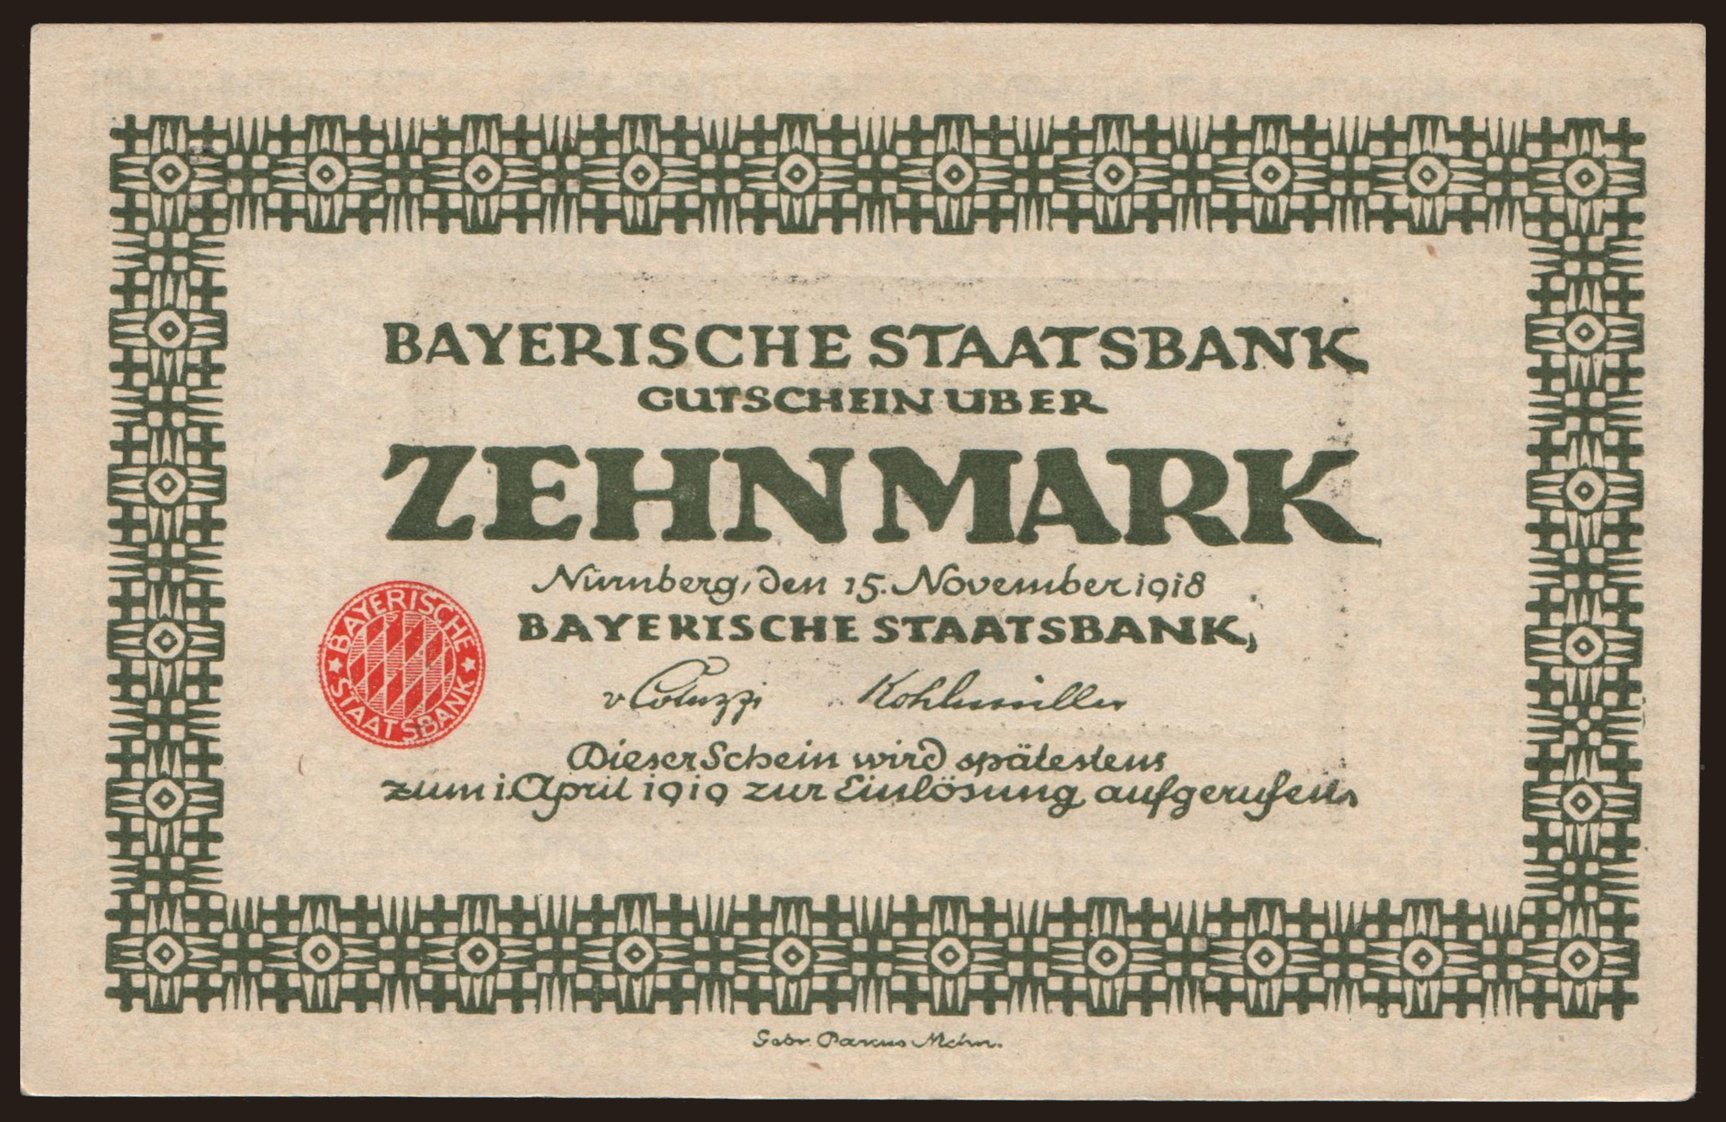 BAYERISCHE STAATSBANK
GUTSCHEIN ÜBER
ZEHN MARK
Nürnberg, den 15. November 1918
BAYERISCHE STAATSBANK,
v Coluzzi Kohlmüller
BAYERISCHE STAATSBANK
Dieser Schein wird spätestens
zum 1. April 1919 zur Einlösung aufgerufen.
Gebr. Parcus Mchn.